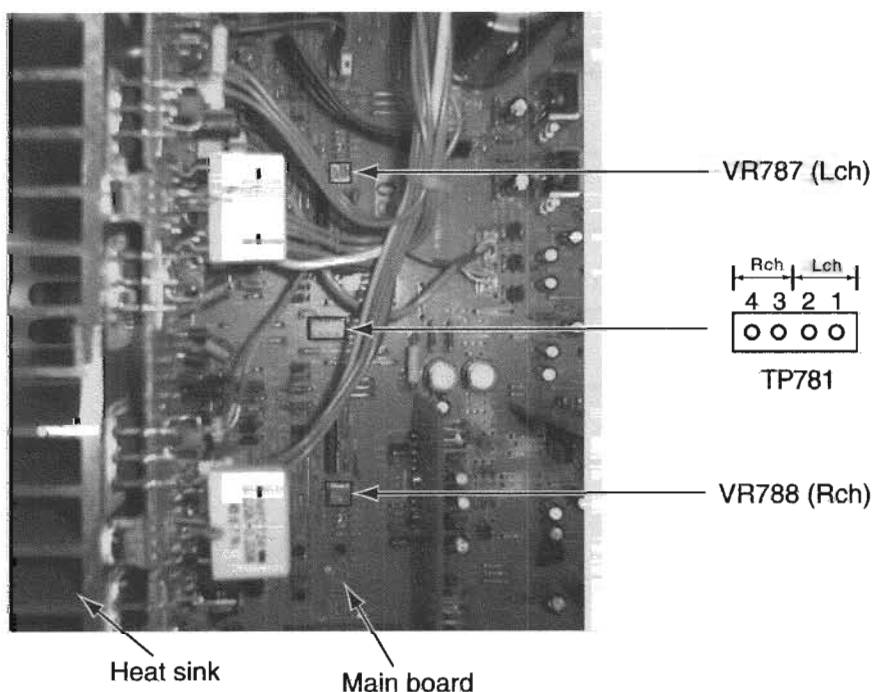 VR787 (Lch)
Rch Lch
4 3 2 1
TP781
VR788 (Rch)
Heat sink
Main board